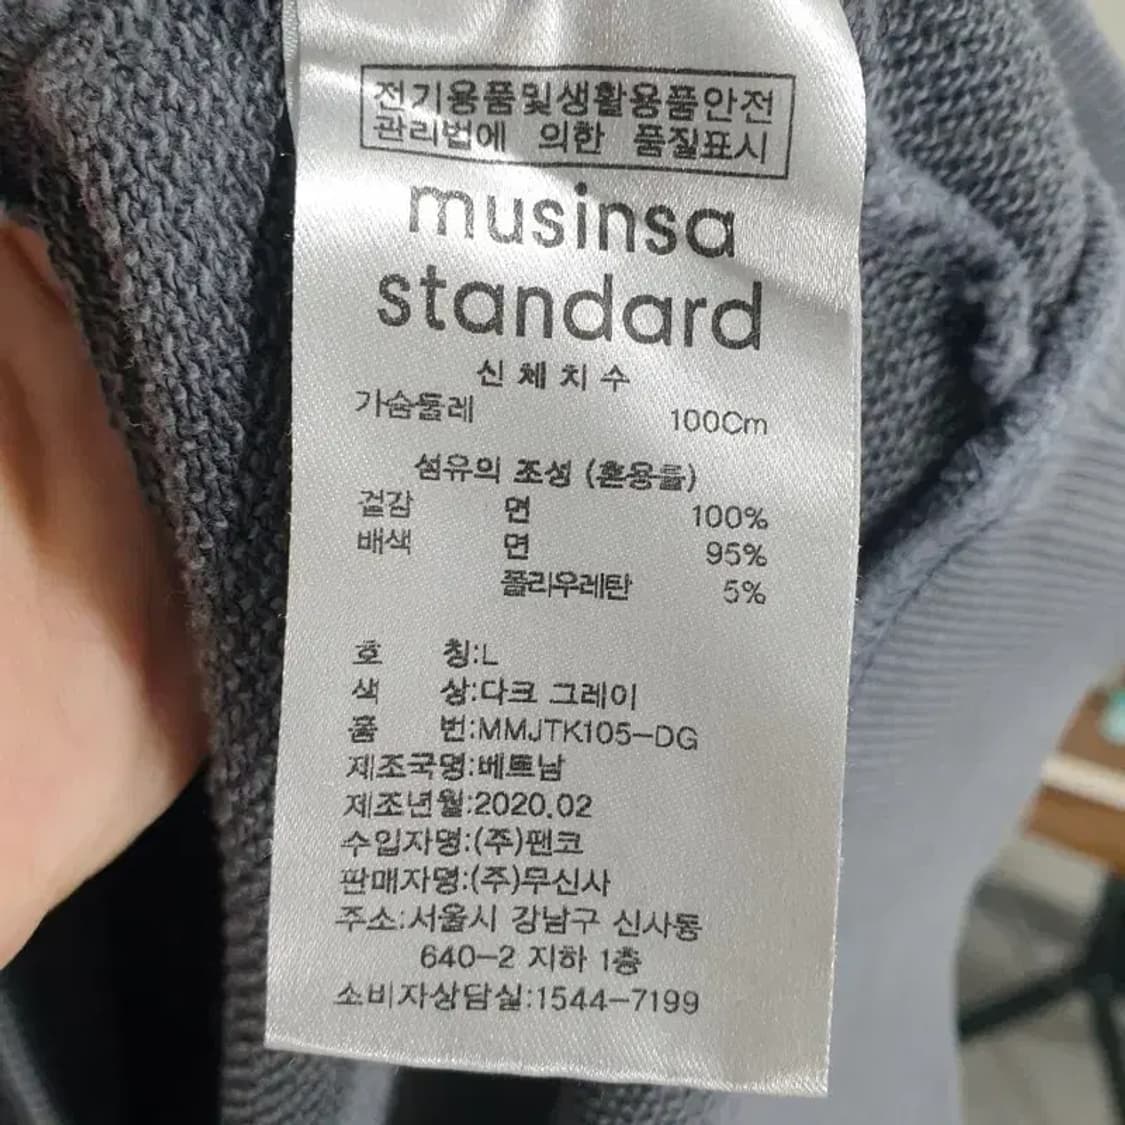 전기용품및생활용품안전
관리법에 의한 품질표시
musinsa
standard
신체치수
가슴둘레 100Cm
섬유의 조성 (혼용률)
겉감 면 100%
배색 면 95%
폴리우레탄 5%
호 칭:L
색 상:다크 그레이
품 번:MMJTK105-DG
제조국명:베트남
제조년월:2020.02
수입자명:(주)팬코
판매자명:(주)무신사
주소:서울시 강남구 신사동
640-2 지하 1층
소비자상담실:1544-7199